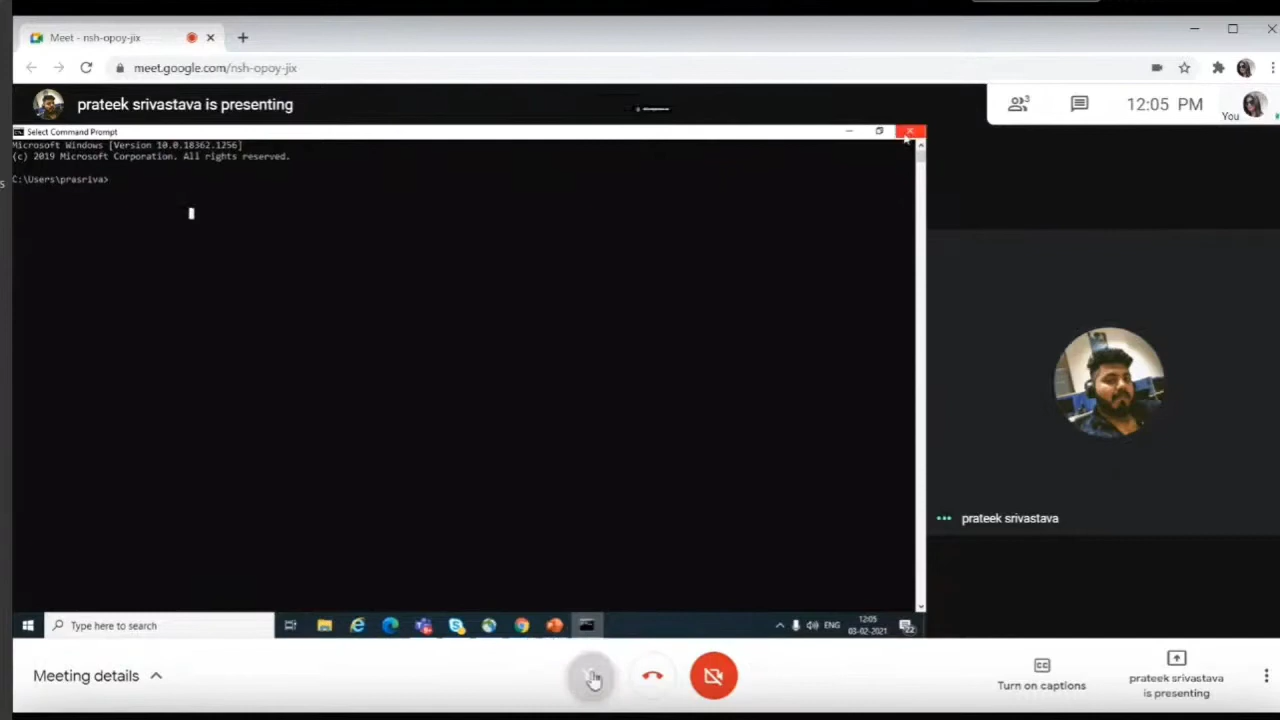 Meet - nsh-opoy-jix
meet.google.com/nsh-opoy-jix
prateek srivastava is presenting
3
12:05 PM
You
Select Command Prompt
Microsoft Windows [Version 10.0.18362.1256]
(c) 2019 Microsoft Corporation. All rights reserved.
C:\Users\prasriva>
s
prateek srivastava
Type here to search
ENG
12:05
03-02-2021
22
Meeting details
CC
Turn on captions
prateek srivastava
is presenting